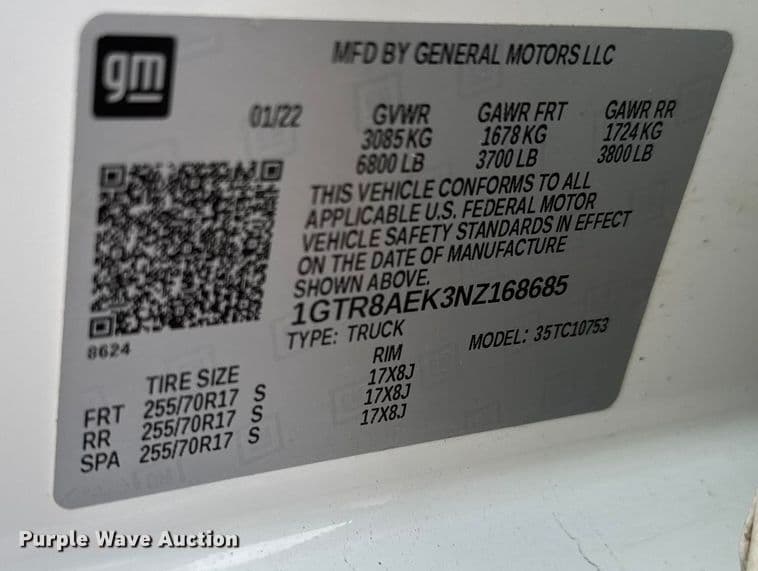 gm
MFD BY GENERAL MOTORS LLC
01/22 GVWR GAWR FRT GAWR RR
3085 KG 1678 KG 1724 KG
6800 LB 3700 LB 3800 LB
THIS VEHICLE CONFORMS TO ALL
APPLICABLE U.S. FEDERAL MOTOR
VEHICLE SAFETY STANDARDS IN EFFECT
ON THE DATE OF MANUFACTURE
SHOWN ABOVE.
1GTR8AEK3NZ168685
TYPE: TRUCK MODEL: 35TC10753
8624
TIRE SIZE RIM
FRT 255/70R17 S 17X8J
RR 255/70R17 S 17X8J
SPA 255/70R17 S 17X8J
Purple Wave Auction